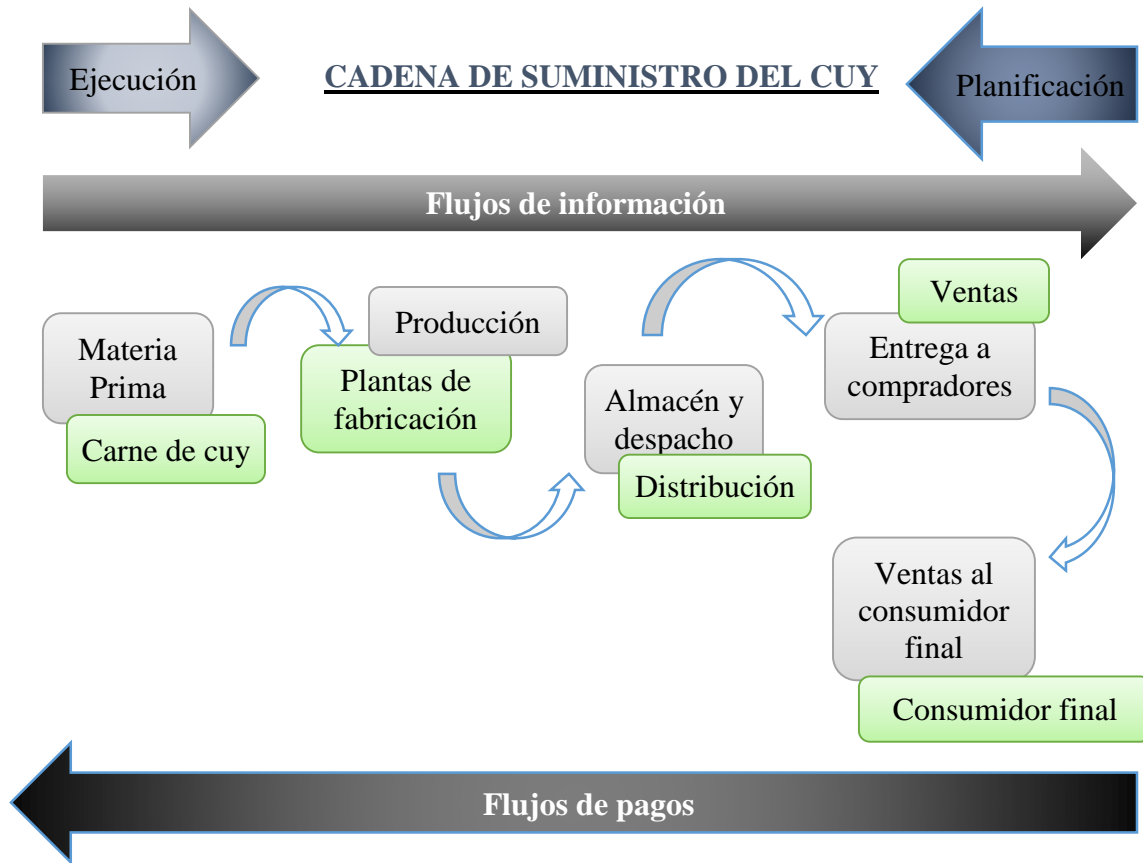 Ejecución
CADENA DE SUMINISTRO DEL CUY
Planificación
Flujos de información
Materia
Prima
Carne de cuy
Producción
Plantas de
fabricación
Almacén y
despacho
Distribución
Ventas
Entrega a
compradores
Ventas al
consumidor
final
Consumidor final
Flujos de pagos